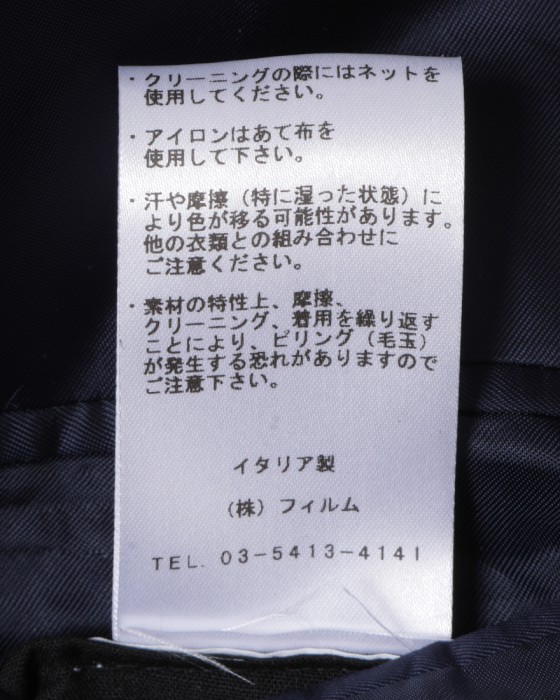 ・クリーニングの際にはネットを
使用してください。
・アイロンはあて布を
使用して下さい。
・汗や摩擦（特に湿った状態）に
より色が移る可能性があります。
他の衣類との組み合わせに
ご注意ください。
・素材の特性上、摩擦、
クリーニング、着用を繰り返す
ことにより、ピリング（毛玉）
が発生する恐れがありますので
ご注意下さい。
イタリア製
（株）フィルム
TEL. 03-5413-4141